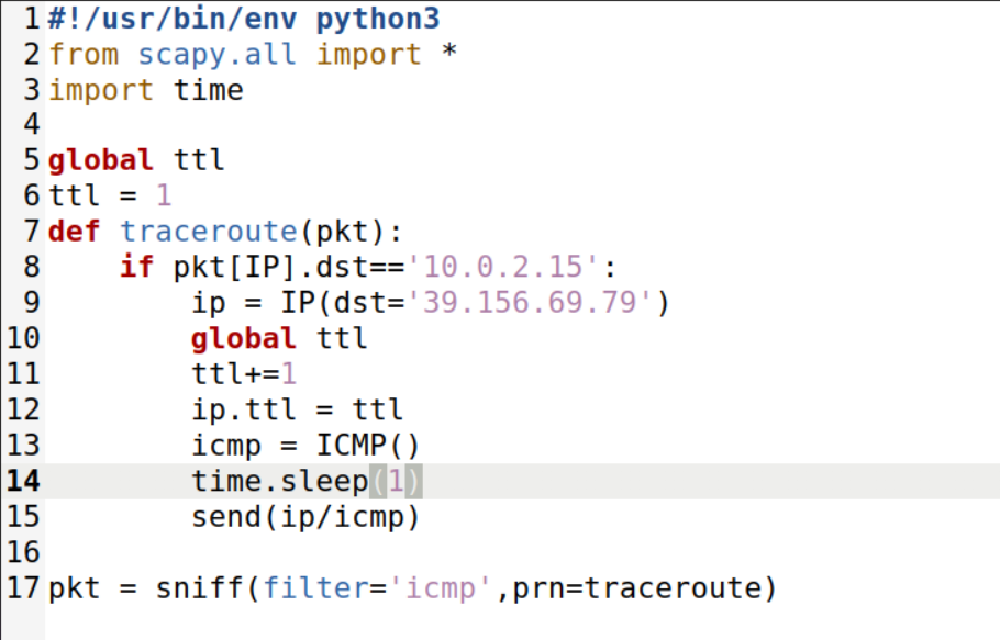 1 #!/usr/bin/env python3
2 from scapy.all import *
3 import time
4
5 global ttl
6 ttl = 1
7 def traceroute(pkt):
8     if pkt[IP].dst=='10.0.2.15':
9         ip = IP(dst='39.156.69.79')
10         global ttl
11         ttl+=1
12         ip.ttl = ttl
13         icmp = ICMP()
14         time.sleep(1)
15         send(ip/icmp)
16
17 pkt = sniff(filter='icmp',prn=traceroute)